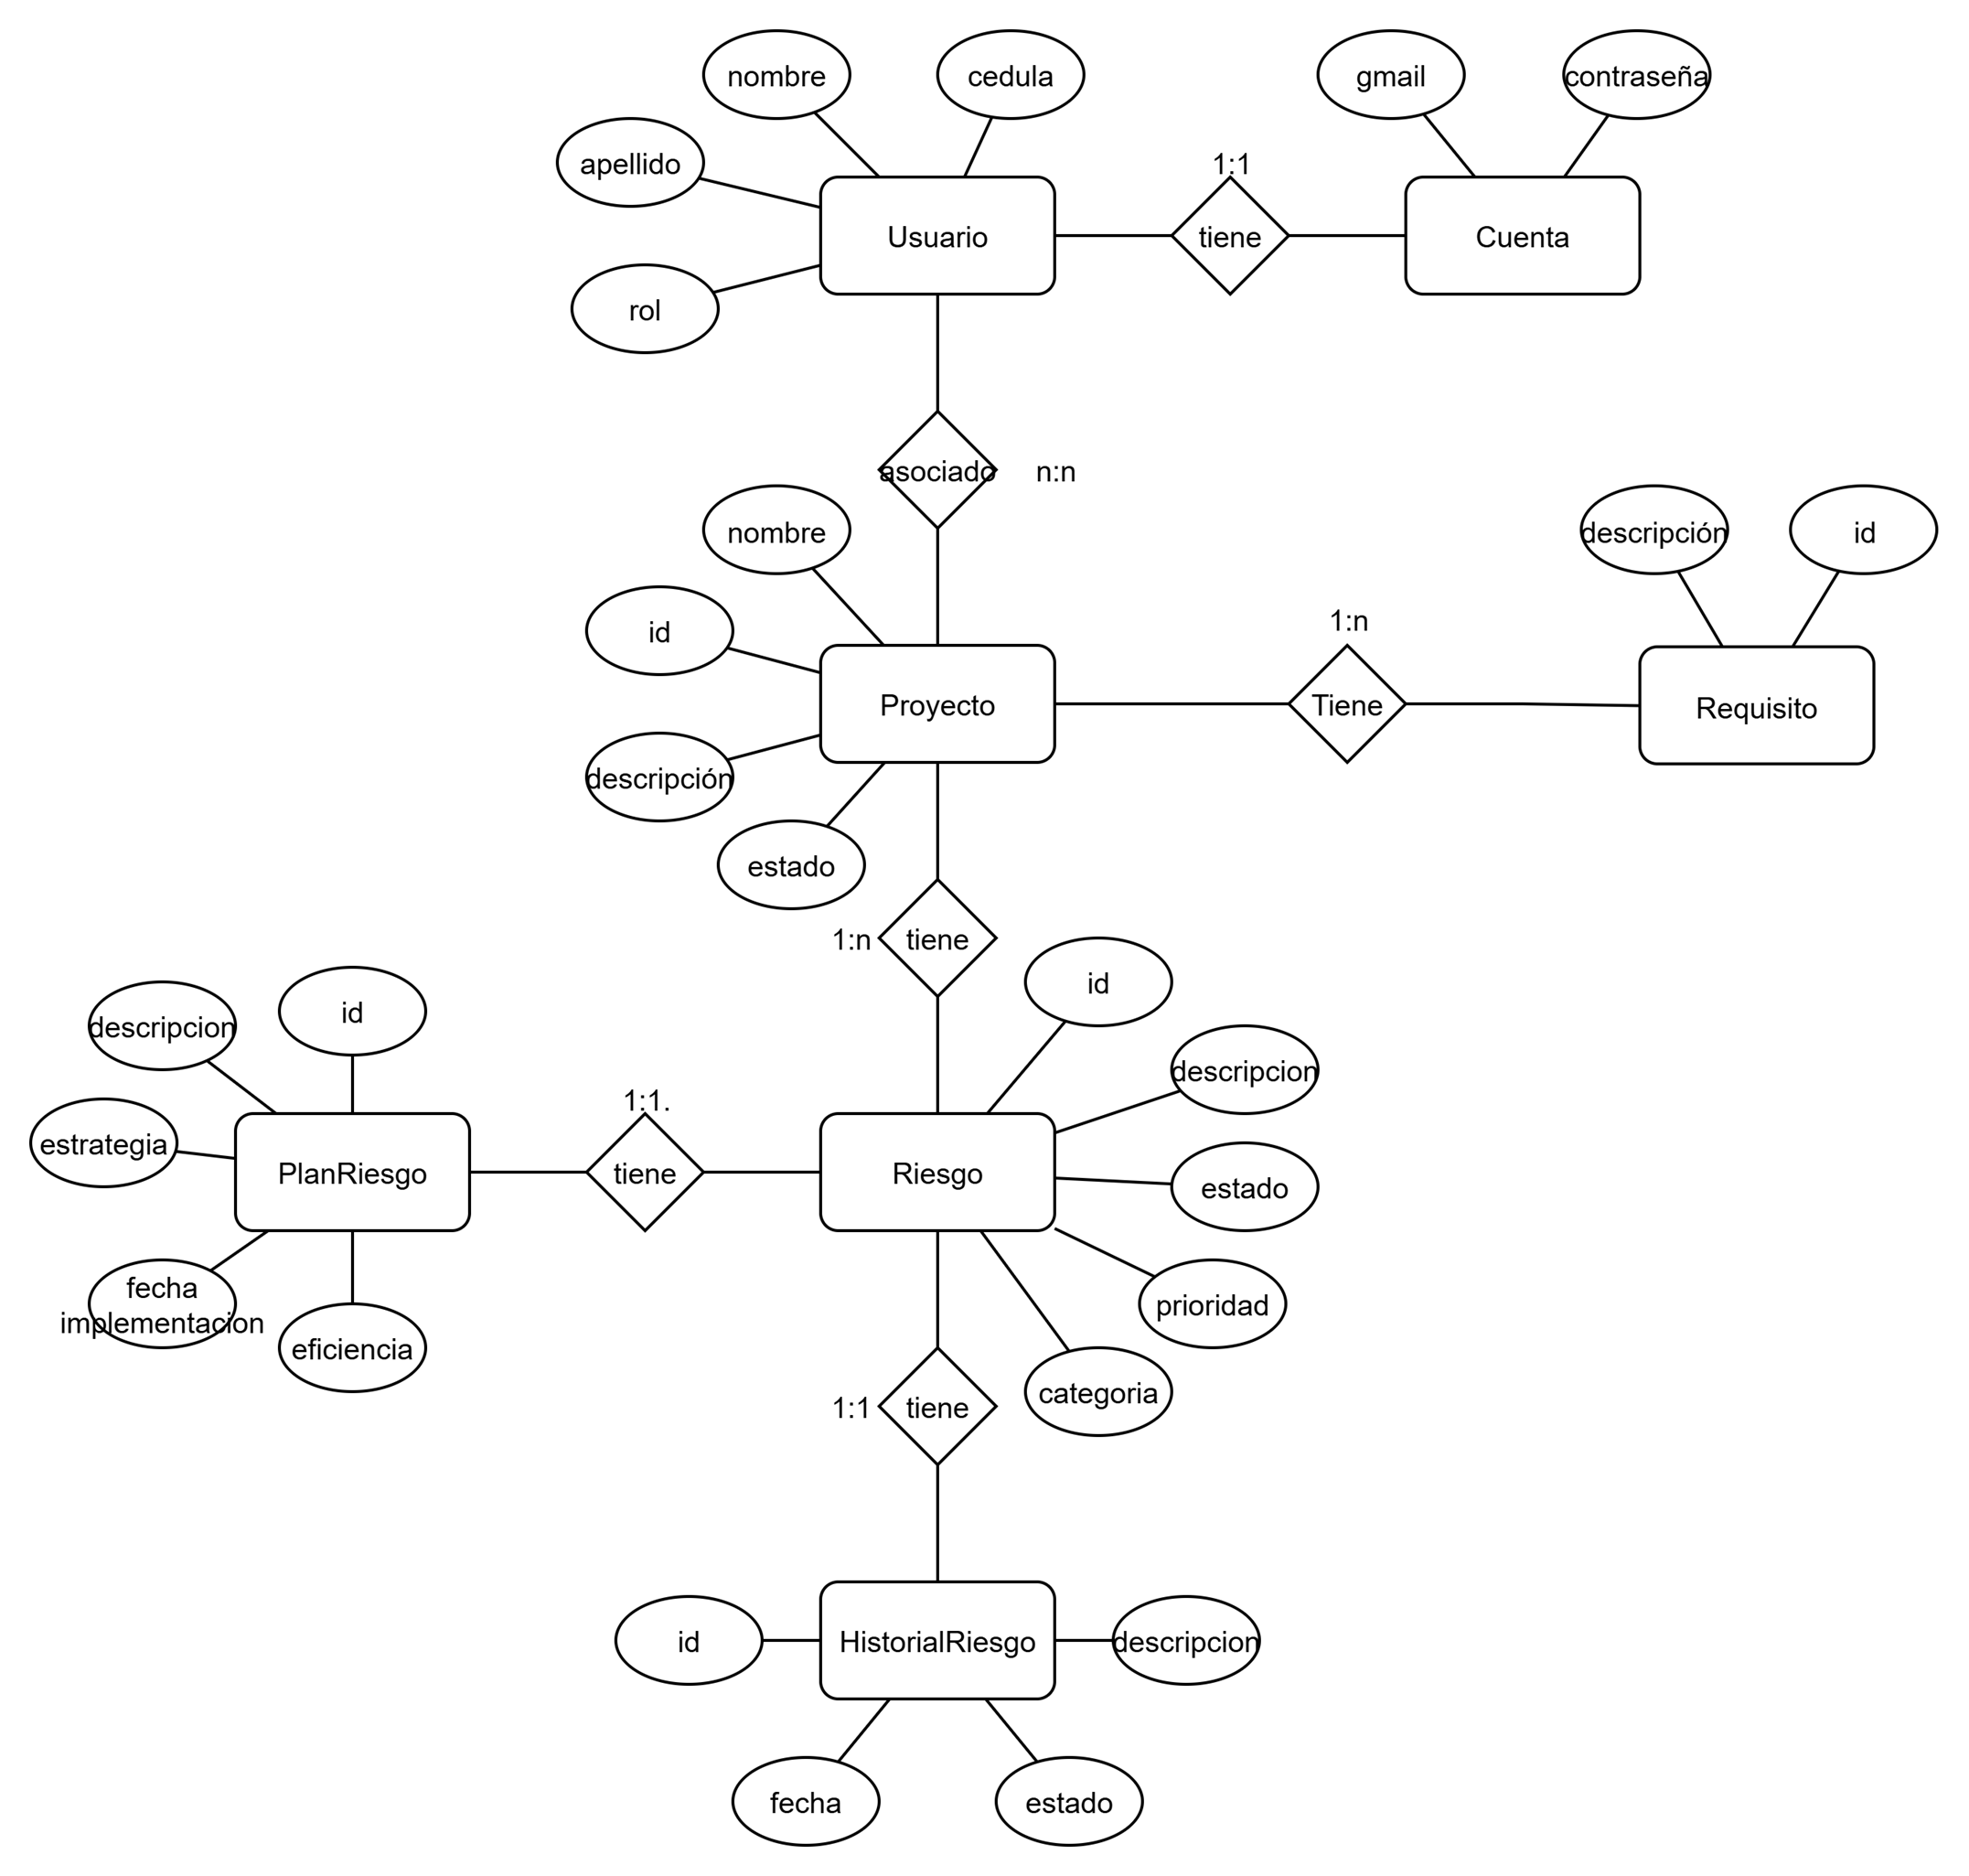 nombre
cedula
gmail
contraseña
apellido
1:1
Usuario
tiene
Cuenta
rol
asociado
n:n
nombre
descripción
id
id
1:n
Proyecto
Tiene
Requisito
descripción
estado
1:n
tiene
id
id
descripcion
descripcion
1:1.
estrategia
PlanRiesgo
tiene
Riesgo
estado
fecha
implementacion
prioridad
eficiencia
categoria
1:1
tiene
id
HistorialRiesgo
descripcion
fecha
estado